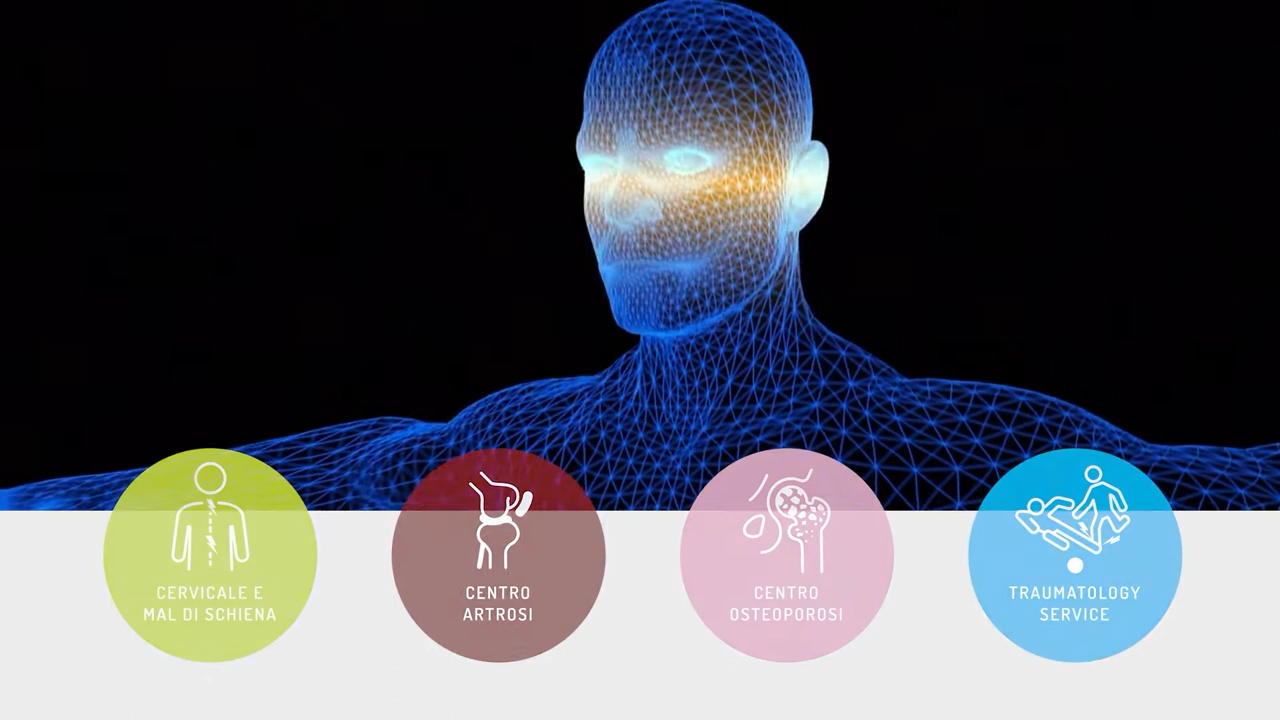 CERVICALE E
MAL DI SCHIENA
CENTRO
ARTROSI
CENTRO
OSTEOPOROSI
TRAUMATOLOGY
SERVICE